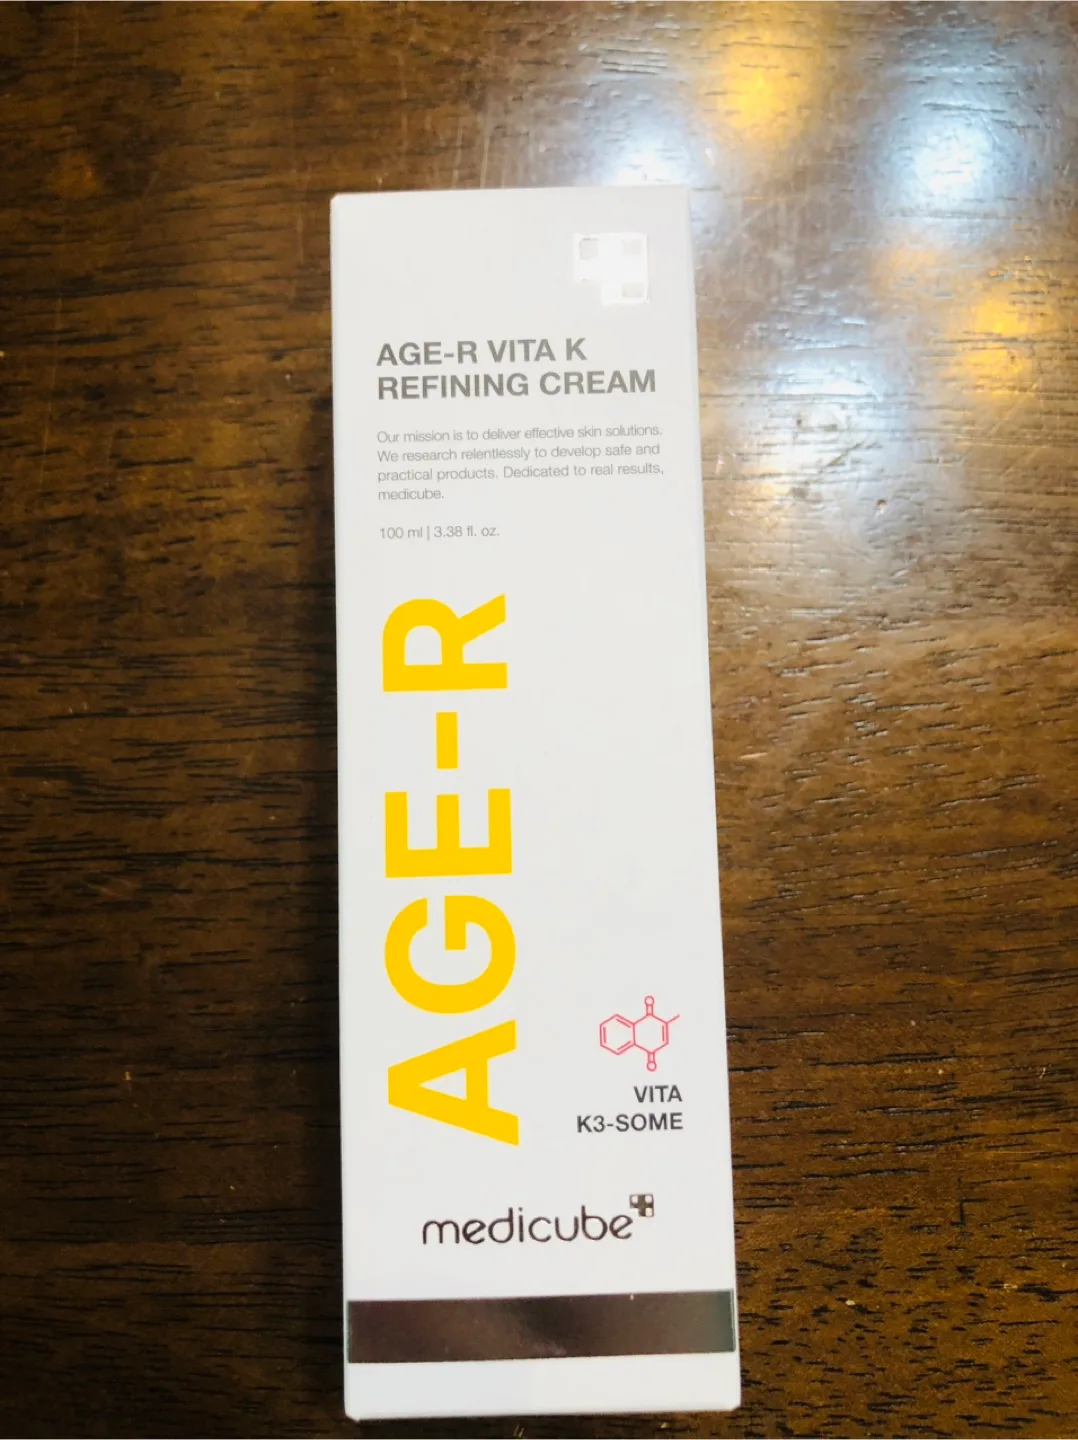 AGE-R VITA K
REFINING CREAM
Our mission is to deliver effective skin solutions.
We research relentlessly to develop safe and
practical products. Dedicated to real results,
medicube.
100 ml | 3.38 fl. oz.
AGE-R
VITA
K3-SOME
medicube